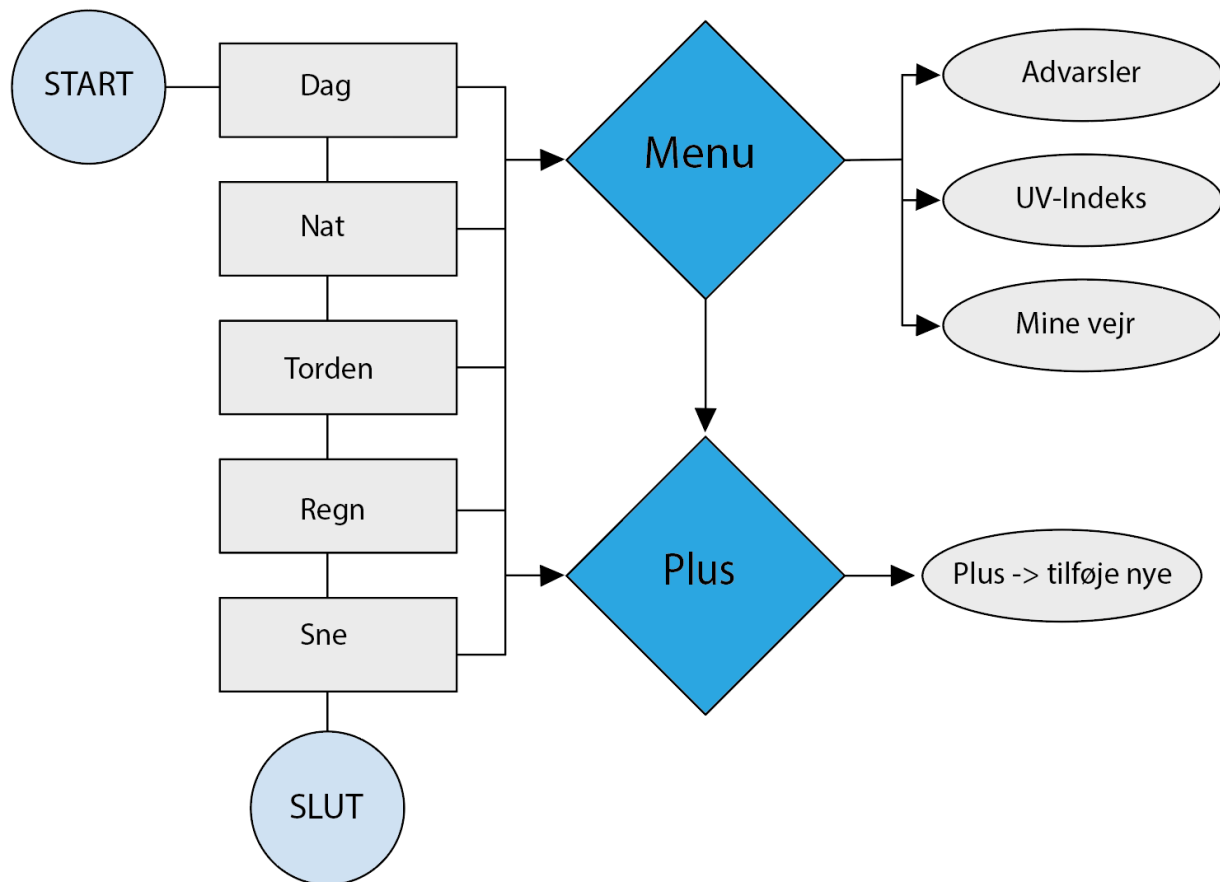 START
Dag
Nat
Torden
Regn
Sne
SLUT
Menu
Plus
Advarsler
UV-Indeks
Mine vejr
Plus -> tilføje nye